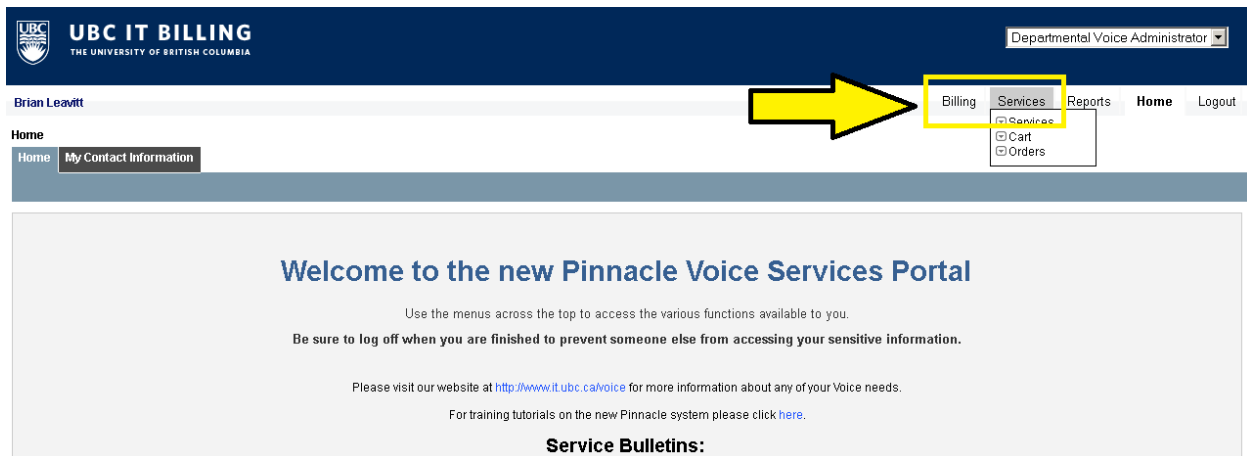 UBC
UBC IT BILLING
THE UNIVERSITY OF BRITISH COLUMBIA
Departmental Voice Administrator
Brian Leavitt
Billing Services Reports Home Logout
Services
Cart
Orders
Home
Home My Contact Information
Welcome to the new Pinnacle Voice Services Portal
Use the menus across the top to access the various functions available to you.
Be sure to log off when you are finished to prevent someone else from accessing your sensitive information.
Please visit our website at http://www.it.ubc.ca/voice for more information about any of your Voice needs.
For training tutorials on the new Pinnacle system please click here.
Service Bulletins: